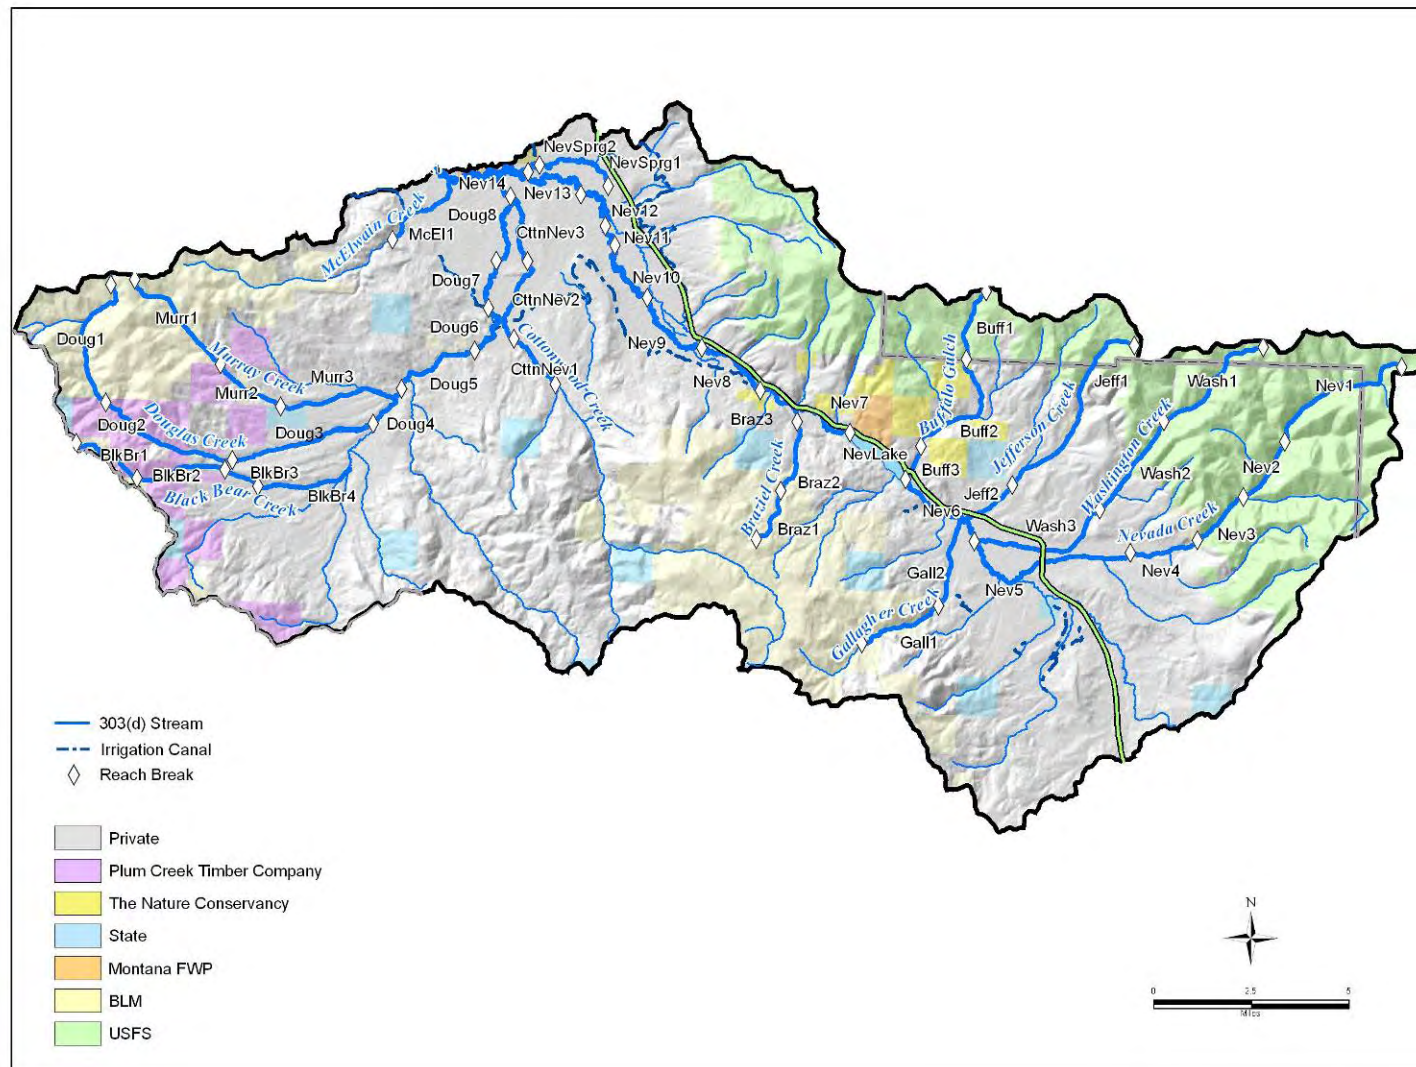 NevSprg2
NevSprg1
Nev14
Nev13
Doug8
Nev12
McElwain Creek
McEl1
CttnNev3
Nev11
Nev10
Doug7
CttnNev2
Murr1
Doug1
Doug6
Buff1
Nev9
Cottonwood Creek
Buffalo Gulch
Murray Creek
Murr3
Doug5
CttnNev1
Nev8
Jeff1
Wash1
Nev1
Murr2
Nev7
Douglas Creek
Doug2
Doug3
Doug4
Braz3
Buff2
Jefferson Creek
Washington Creek
BlkBr1
BlkBr2
BlkBr3
NevLake
Buff3
Wash2
Nev2
Black Bear Creek
BlkBr4
Braziel Creek
Braz2
Jeff2
Nev6
Wash3
Nevada Creek
Braz1
Nev3
Gall2
Nev5
Nev4
Gallagher Creek
Gall1
303(d) Stream
Irrigation Canal
Reach Break
Private
Plum Creek Timber Company
The Nature Conservancy
State
Montana FWP
BLM
USFS
N
0 2.5 5
Miles